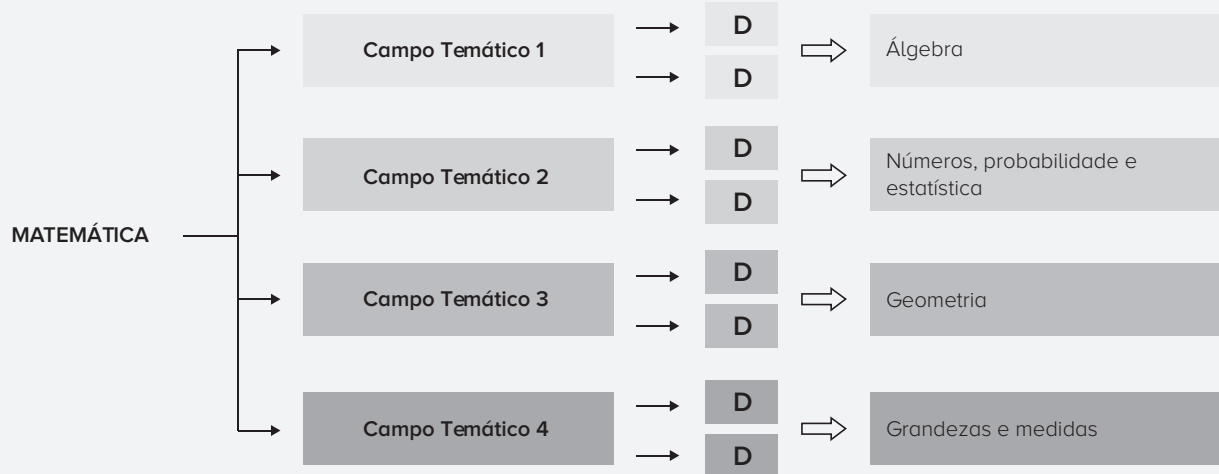 MATEMÁTICA
Campo Temático 1
D
D
Álgebra
Campo Temático 2
D
D
Números, probabilidade e
estatística
Campo Temático 3
D
D
Geometria
Campo Temático 4
D
D
Grandezas e medidas